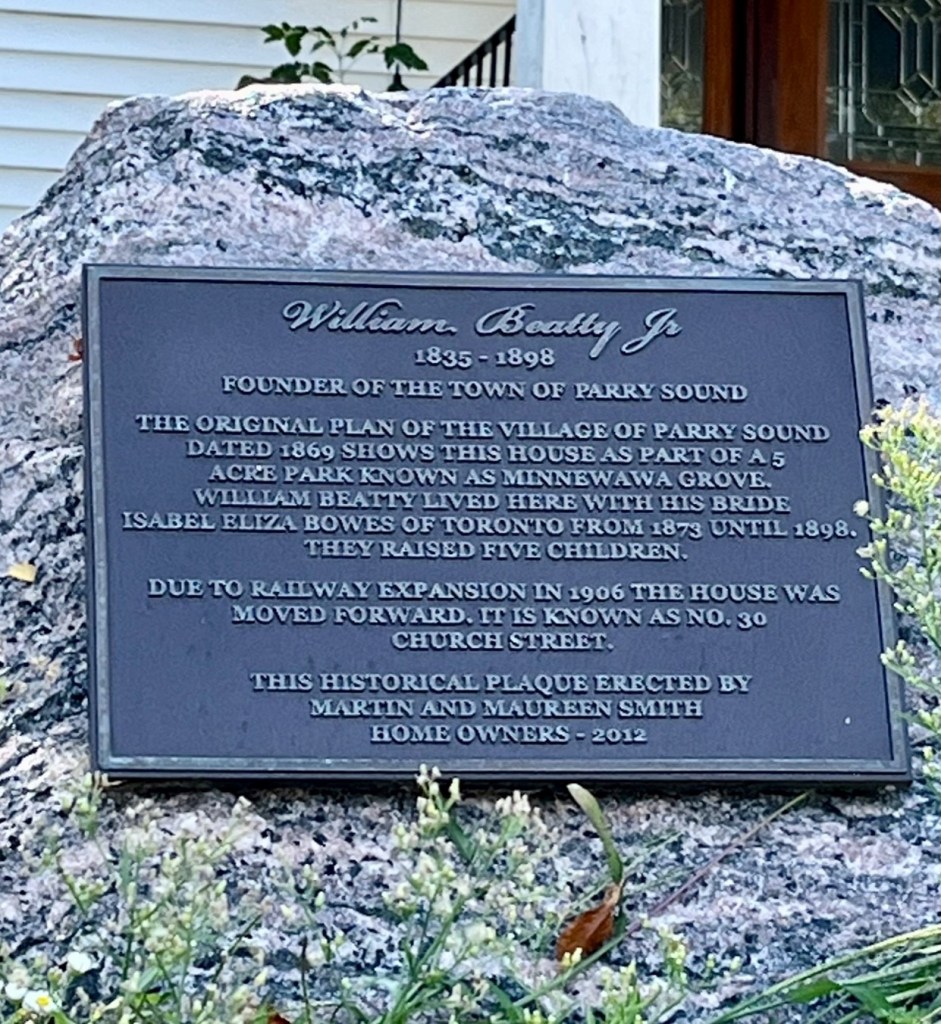 William Beatty Jr
1835 - 1898
FOUNDER OF THE TOWN OF PARRY SOUND
THE ORIGINAL PLAN OF THE VILLAGE OF PARRY SOUND
DATED 1869 SHOWS THIS HOUSE AS PART OF A 5
ACRE PARK KNOWN AS MINNEWAWA GROVE.
WILLIAM BEATTY LIVED HERE WITH HIS BRIDE
ISABEL ELIZA BOWES OF TORONTO FROM 1873 UNTIL 1898.
THEY RAISED FIVE CHILDREN.
DUE TO RAILWAY EXPANSION IN 1906 THE HOUSE WAS
MOVED FORWARD. IT IS KNOWN AS NO. 30
CHURCH STREET.
THIS HISTORICAL PLAQUE ERECTED BY
MARTIN AND MAUREEN SMITH
HOME OWNERS - 2012